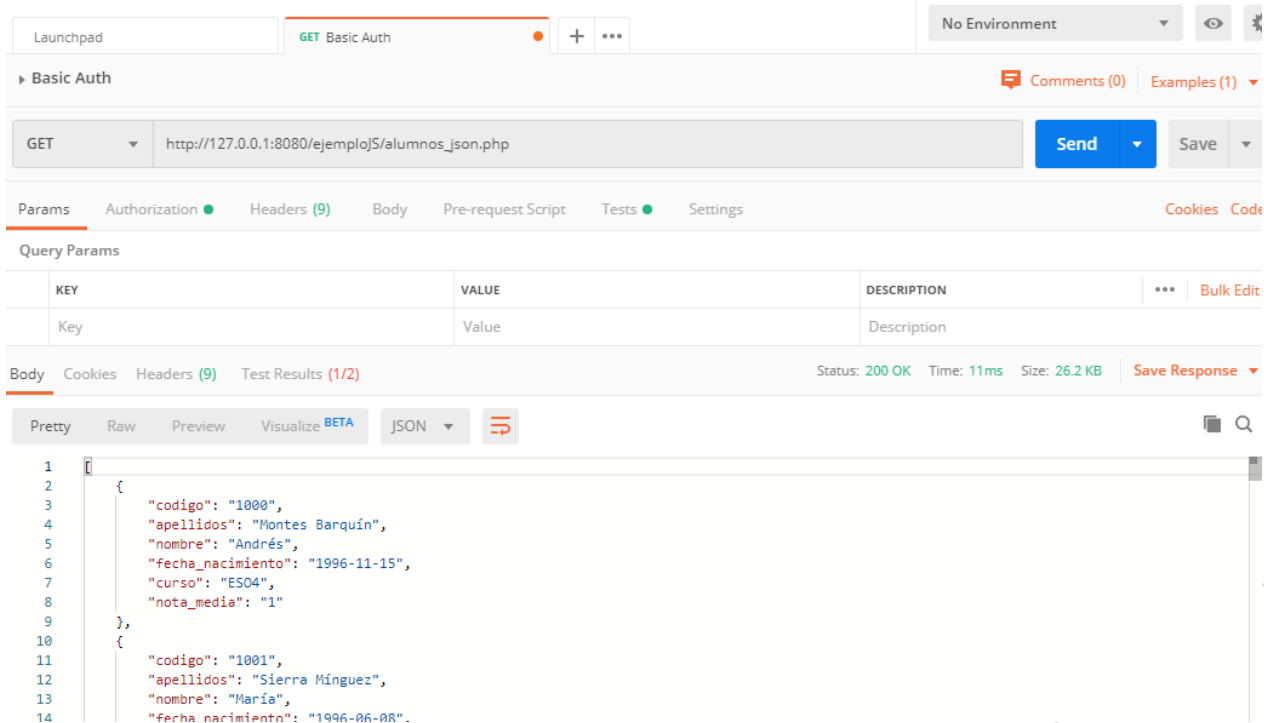 Launchpad GET Basic Auth No Environment
Basic Auth Comments (0) Examples (1)
GET http://127.0.0.1:8080/ejemploJS/alumnos_json.php Send Save
Params Authorization Headers (9) Body Pre-request Script Tests Settings Cookies Code
Query Params
KEY VALUE DESCRIPTION Bulk Edit
Key Value Description
Body Cookies Headers (9) Test Results (1/2) Status: 200 OK Time: 11ms Size: 26.2 KB Save Response
Pretty Raw Preview Visualize BETA JSON
1 [
2 {
3 "codigo": "1000",
4 "apellidos": "Montes Barquín",
5 "nombre": "Andrés",
6 "fecha_nacimiento": "1996-11-15",
7 "curso": "ESO4",
8 "nota_media": "1"
9 },
10 {
11 "codigo": "1001",
12 "apellidos": "Sierra Mínguez",
13 "nombre": "María",
14 "fecha_nacimiento": "1996-06-08",